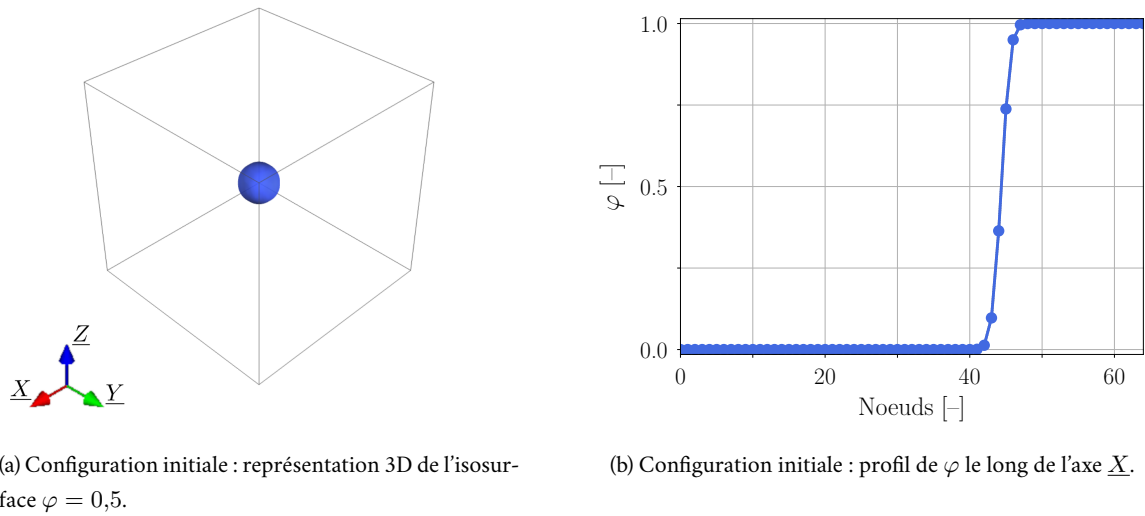 1.0
0.5
0.0
φ [–]
0
20
40
60
Noeuds [–]
Z
X
Y
(a) Configuration initiale : représentation 3D de l'isosur-
face φ = 0,5.
(b) Configuration initiale : profil de φ le long de l'axe X.